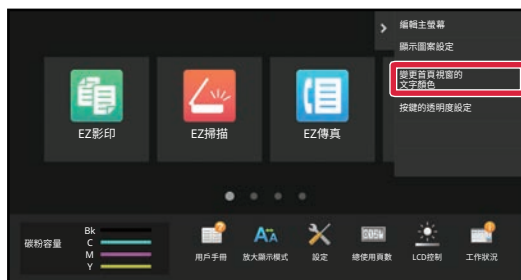 編輯主螢幕
顯示圖案設定
變更首頁視窗的
文字顏色
按鍵的透明度設定
EZ影印
EZ掃描
EZ傳真
碳粉容量
Bk
C
M
Y
用戶手冊
放大顯示模式
設定
總使用頁數
LCD控制
工作狀況